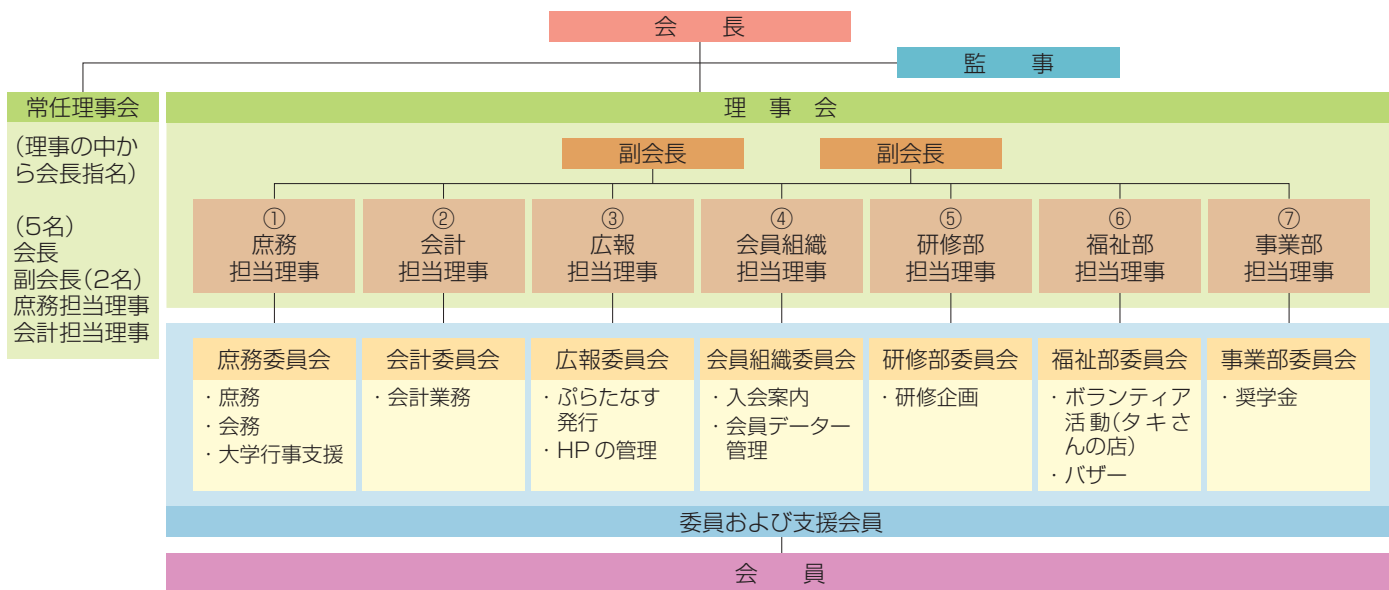 会　長
監　事
常任理事会
(理事の中か
ら会長指名)
(5名)
会長
副会長(2名)
庶務担当理事
会計担当理事
理　事　会
副会長
副会長
①
庶務
担当理事
②
会計
担当理事
③
広報
担当理事
④
会員組織
担当理事
⑤
研修部
担当理事
⑥
福祉部
担当理事
⑦
事業部
担当理事
庶務委員会
・庶務
・会務
・大学行事支援
会計委員会
・会計業務
広報委員会
・ぷらたなす
発行
・HPの管理
会員組織委員会
・入会案内
・会員データー
管理
研修部委員会
・研修企画
福祉部委員会
・ボランティア
活動(タキさ
んの店)
・バザー
事業部委員会
・奨学金
委員および支援会員
会　員